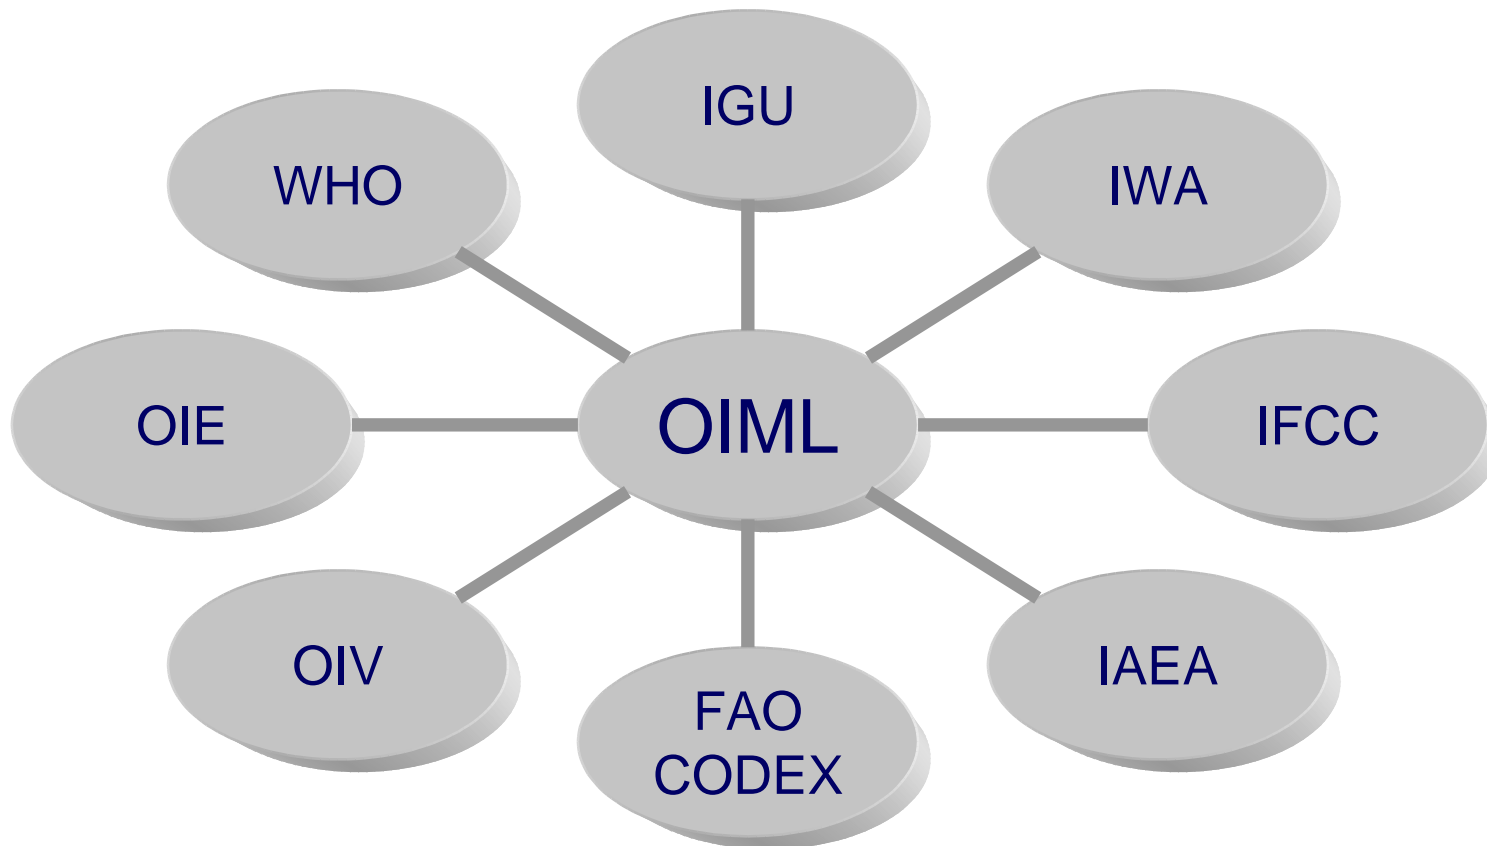 IGU
WHO
IWA
OIE
OIML
IFCC
OIV
IAEA
FAO
CODEX